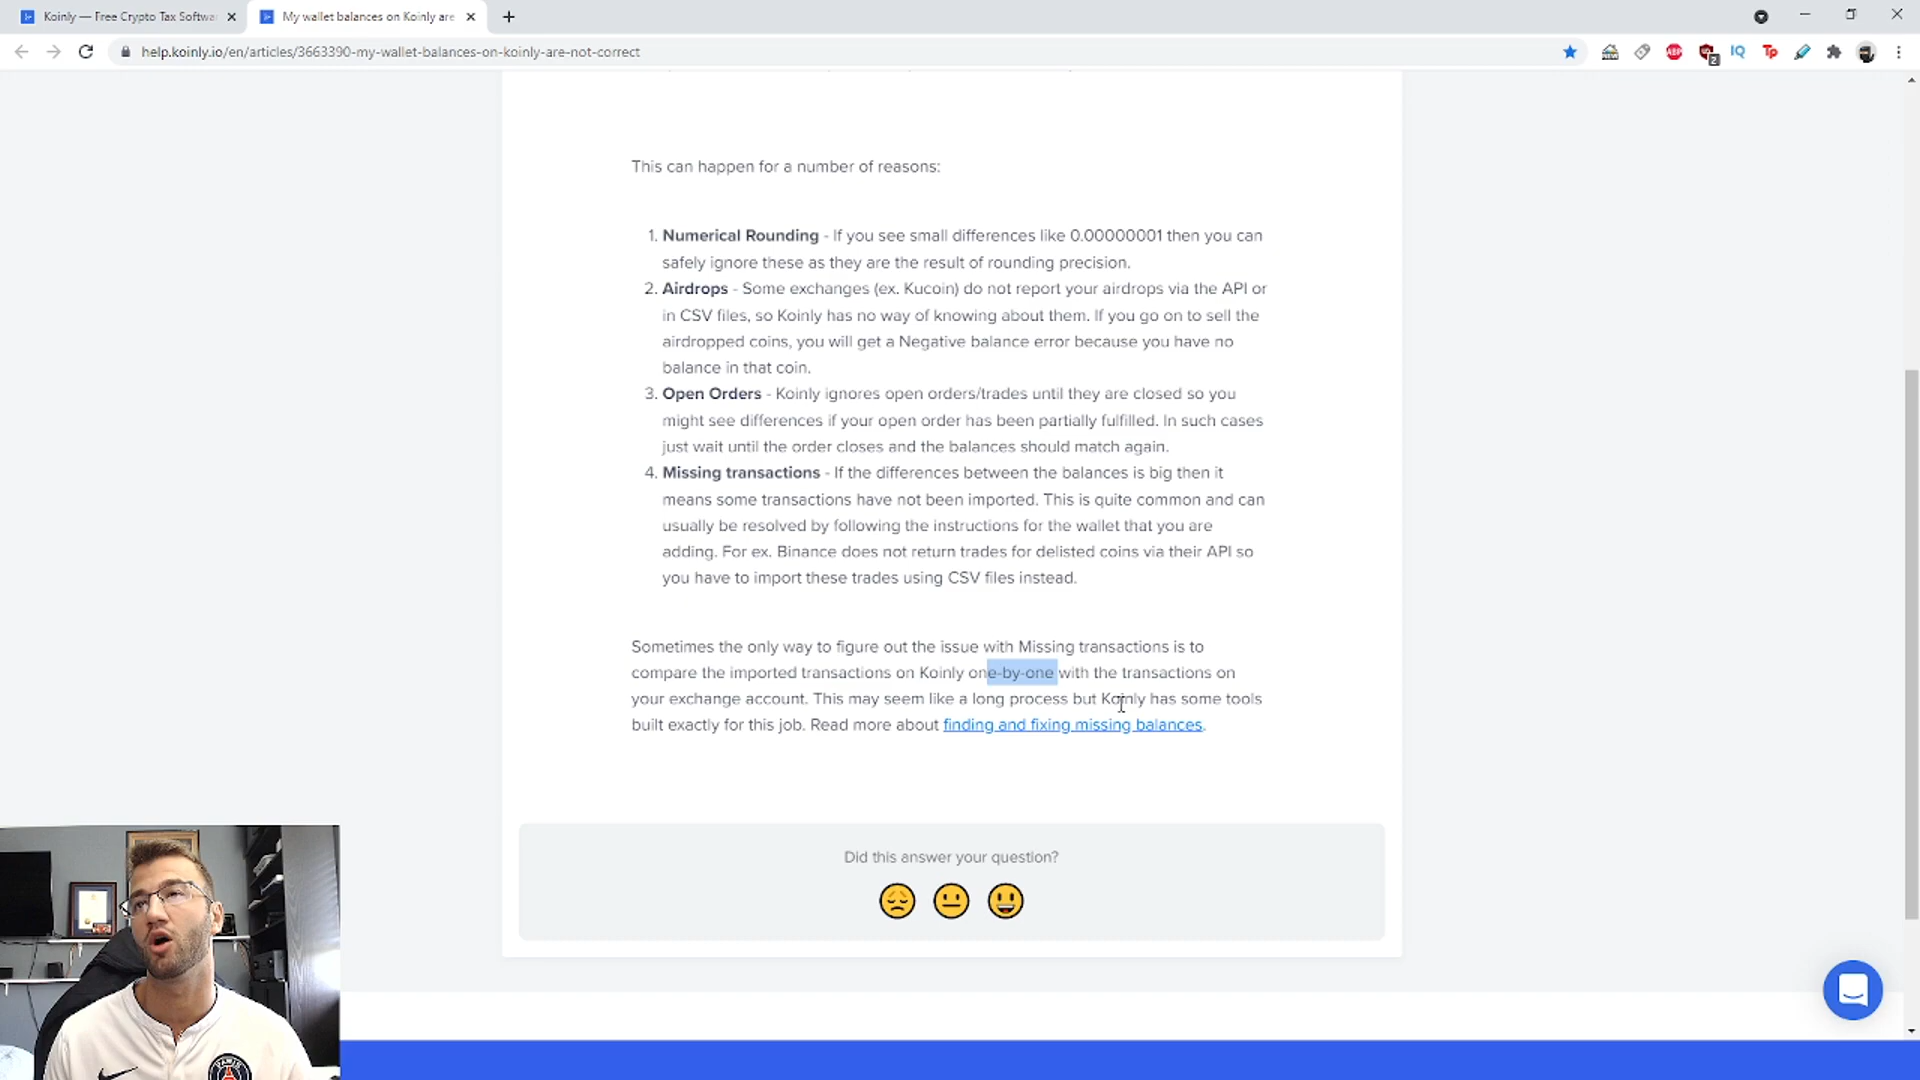 Koinly — Free Crypto Tax Softwa
My wallet balances on Koinly are
help.koinly.io/en/articles/3663390-my-wallet-balances-on-koinly-are-not-correct
NEW
ABP
2
IQ
Tp
This can happen for a number of reasons:
1. Numerical Rounding - If you see small differences like 0.00000001 then you can
safely ignore these as they are the result of rounding precision.
2. Airdrops - Some exchanges (ex. Kucoin) do not report your airdrops via the API or
in CSV files, so Koinly has no way of knowing about them. If you go on to sell the
airdropped coins, you will get a Negative balance error because you have no
balance in that coin.
3. Open Orders - Koinly ignores open orders/trades until they are closed so you
might see differences if your open order has been partially fulfilled. In such cases
just wait until the order closes and the balances should match again.
4. Missing transactions - If the differences between the balances is big then it
means some transactions have not been imported. This is quite common and can
usually be resolved by following the instructions for the wallet that you are
adding. For ex. Binance does not return trades for delisted coins via their API so
you have to import these trades using CSV files instead.
Sometimes the only way to figure out the issue with Missing transactions is to
compare the imported transactions on Koinly one-by-one with the transactions on
your exchange account. This may seem like a long process but Koinly has some tools
built exactly for this job. Read more about finding and fixing missing balances.
Did this answer your question?
PARIS